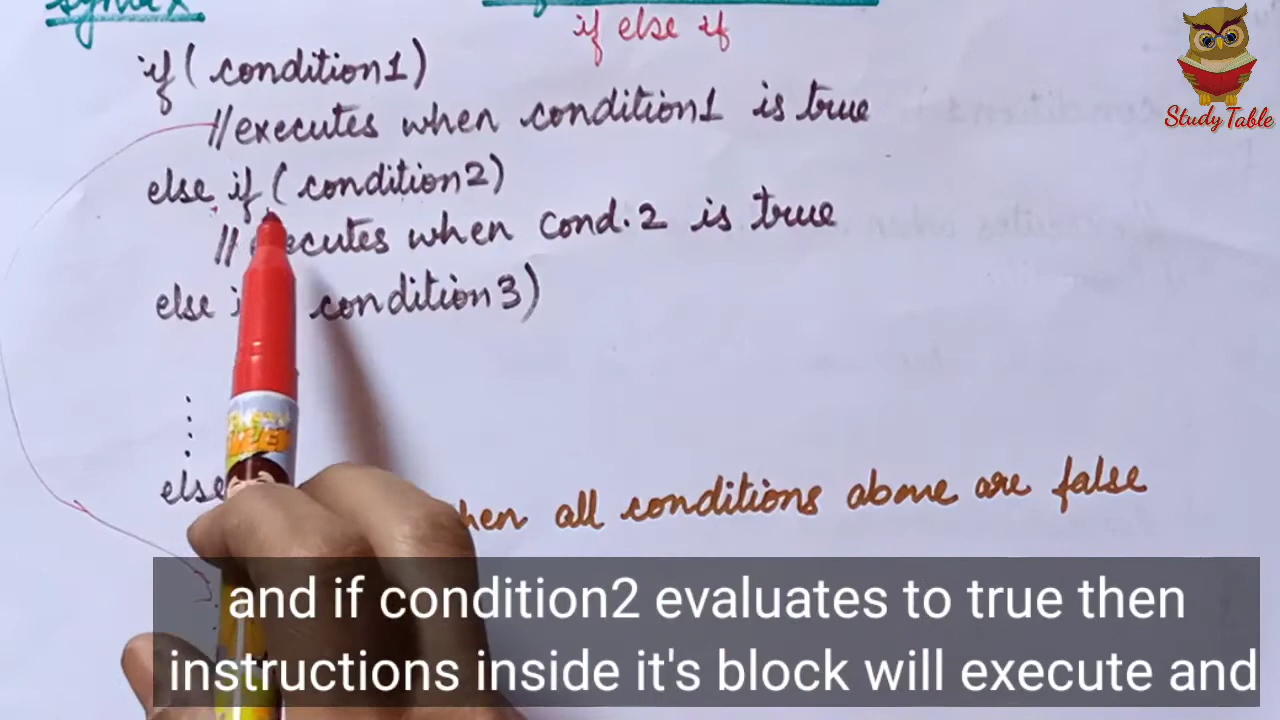 syntax
if else if
if( condition1)
//executes when condition1 is true
else if( condition2)
//executes when cond. 2 is true
else condition3)
else
all conditions above are false
Study Table
and if condition2 evaluates to true then
instructions inside it's block will execute and